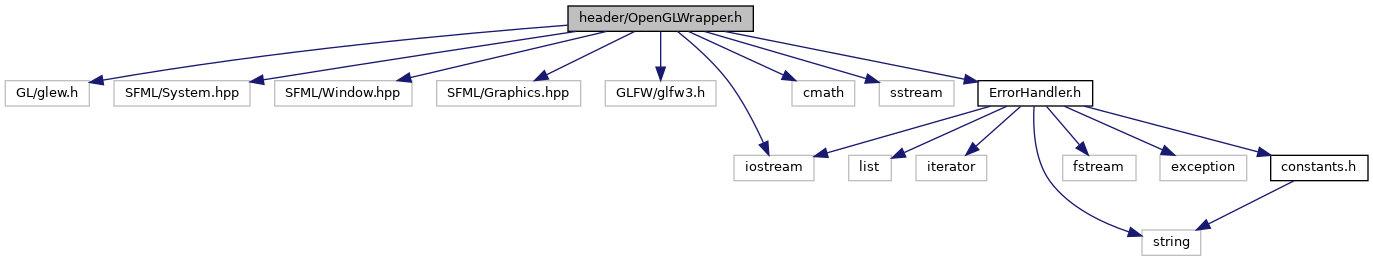 header/OpenGLWrapper.h
GL/glew.h
SFML/System.hpp
SFML/Window.hpp
SFML/Graphics.hpp
GLFW/glfw3.h
cmath
sstream
ErrorHandler.h
iostream
list
iterator
fstream
exception
constants.h
string